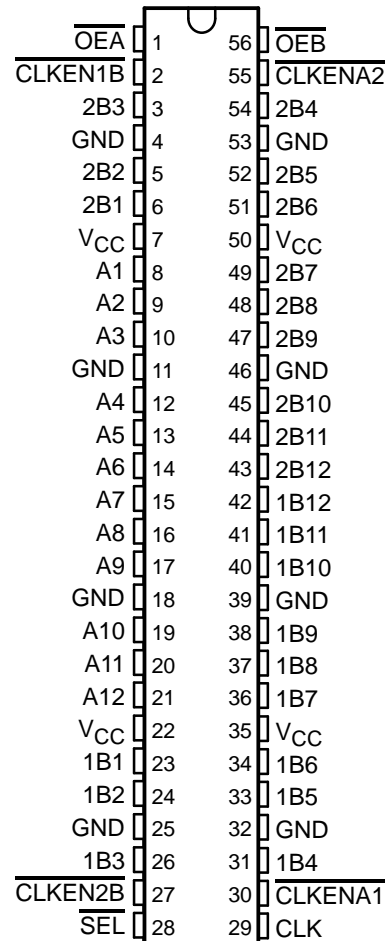 OEA 1 56 OEB
CLKEN1B 2 55 CLKENA2
2B3 3 54 2B4
GND 4 53 GND
2B2 5 52 2B5
2B1 6 51 2B6
VCC 7 50 VCC
A1 8 49 2B7
A2 9 48 2B8
A3 10 47 2B9
GND 11 46 GND
A4 12 45 2B10
A5 13 44 2B11
A6 14 43 2B12
A7 15 42 1B12
A8 16 41 1B11
A9 17 40 1B10
GND 18 39 GND
A10 19 38 1B9
A11 20 37 1B8
A12 21 36 1B7
VCC 22 35 VCC
1B1 23 34 1B6
1B2 24 33 1B5
GND 25 32 GND
1B3 26 31 1B4
CLKEN2B 27 30 CLKENA1
SEL 28 29 CLK